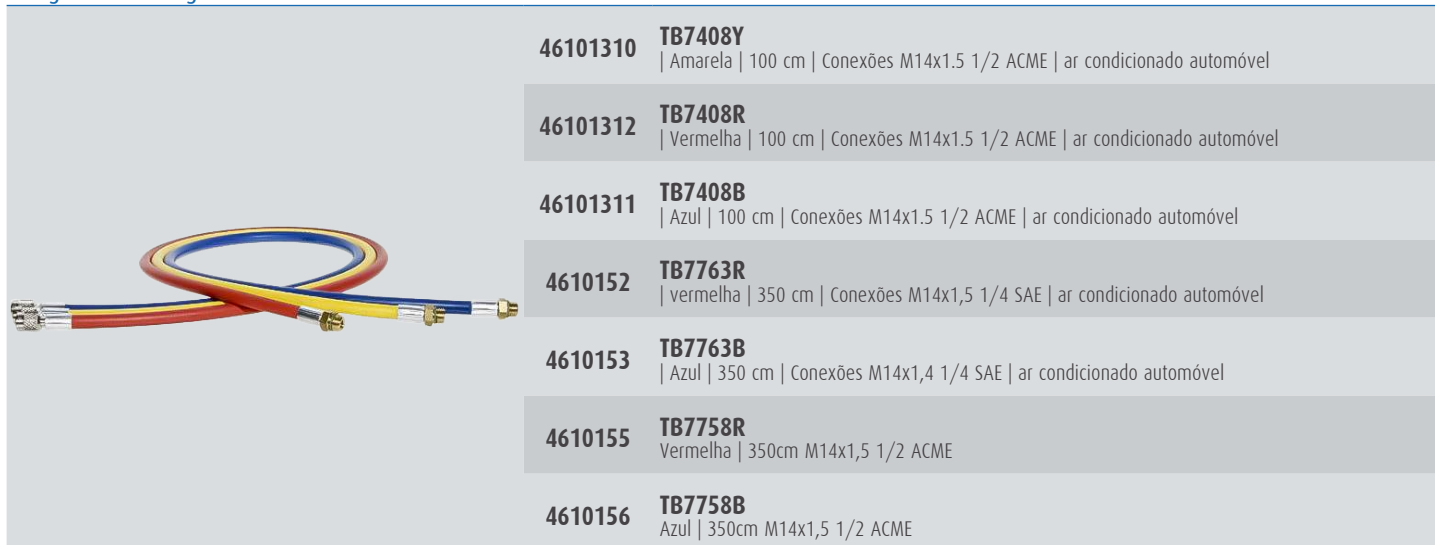 46101310 TB7408Y
| Amarela | 100 cm | Conexões M14x1.5 1/2 ACME | ar condicionado automóvel
46101312 TB7408R
| Vermelha | 100 cm | Conexões M14x1.5 1/2 ACME | ar condicionado automóvel
46101311 TB7408B
| Azul | 100 cm | Conexões M14x1.5 1/2 ACME | ar condicionado automóvel
4610152 TB7763R
| vermelha | 350 cm | Conexões M14x1,5 1/4 SAE | ar condicionado automóvel
4610153 TB7763B
| Azul | 350 cm | Conexões M14x1,4 1/4 SAE | ar condicionado automóvel
4610155 TB7758R
Vermelha | 350cm M14x1,5 1/2 ACME
4610156 TB7758B
Azul | 350cm M14x1,5 1/2 ACME